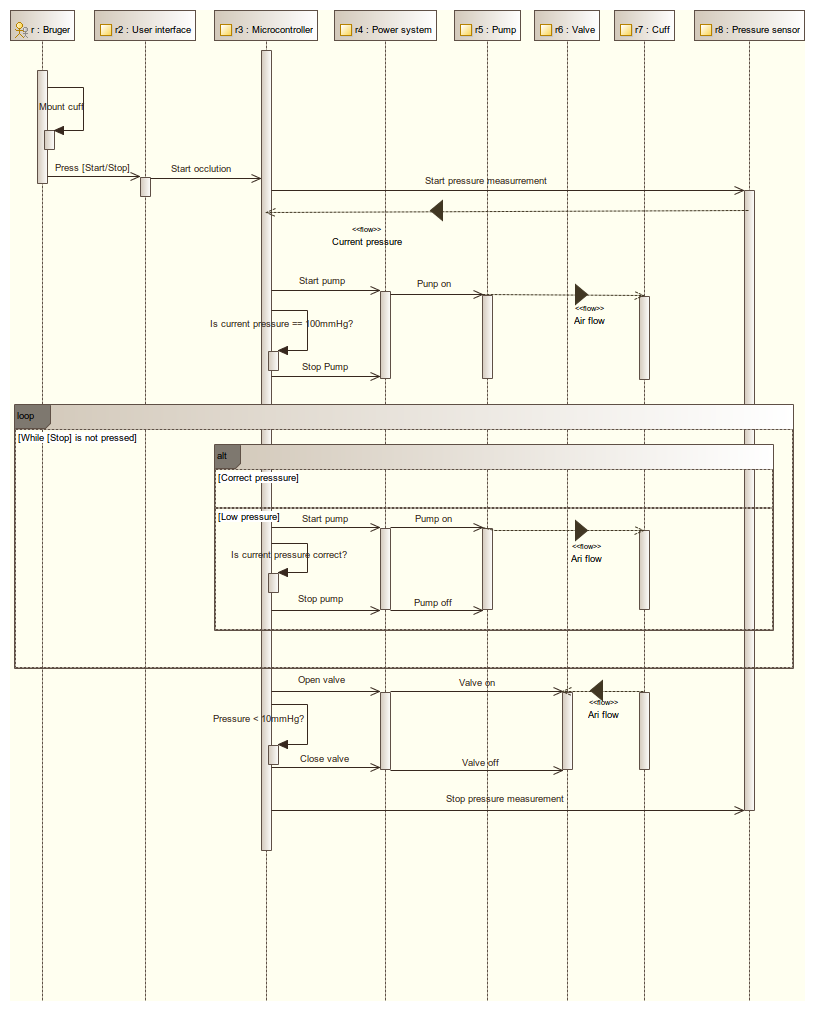 r : Bruger
r2 : User interface
r3 : Microcontroller
r4 : Power system
r5 : Pump
r6 : Valve
r7 : Cuff
r8 : Pressure sensor
Mount cuff
Press [Start/Stop]
Start occlution
Start pressure measurrement
<<flow>>
Current pressure
Start pump
Punp on
<<flow>>
Air flow
Is current pressure == 100mmHg?
Stop Pump
loop
[While [Stop] is not pressed]
alt
[Correct presssure]
[Low pressure]
Start pump
Pump on
<<flow>>
Ari flow
Is current pressure correct?
Stop pump
Pump off
Open valve
Valve on
<<flow>>
Ari flow
Pressure < 10mmHg?
Close valve
Valve off
Stop pressure measurement